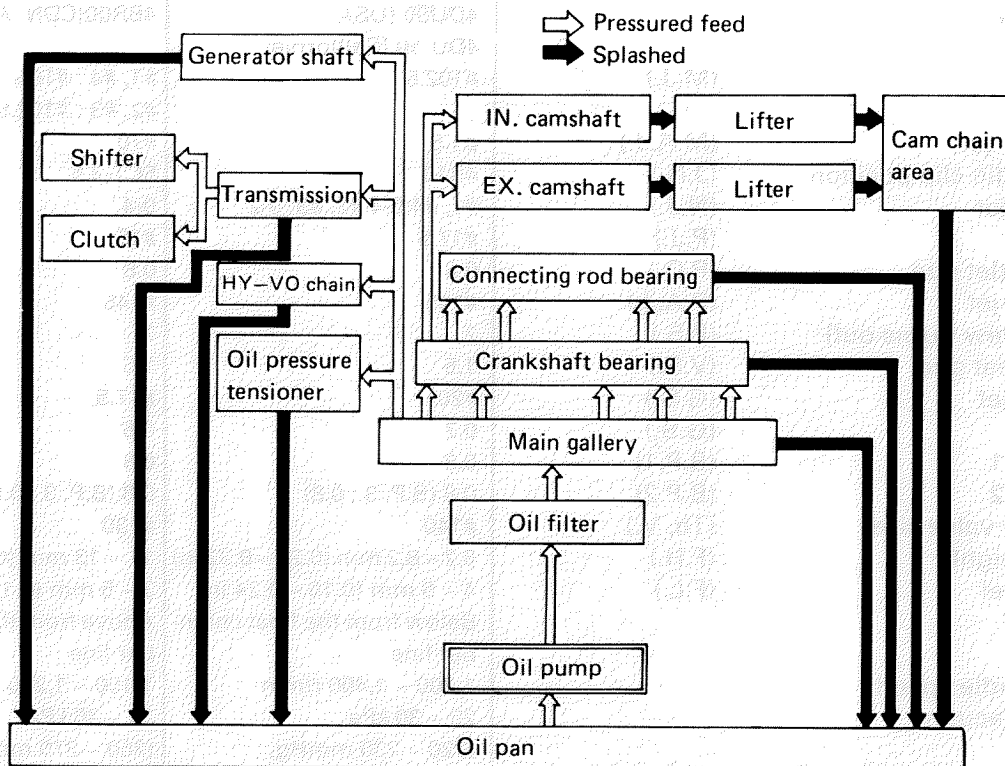 Pressured feed
Splashed
Generator shaft
IN. camshaft
Lifter
Cam chain
area
Shifter
EX. camshaft
Lifter
Transmission
Clutch
Connecting rod bearing
HY–VO chain
Oil pressure
tensioner
Crankshaft bearing
Main gallery
Oil filter
Oil pump
Oil pan